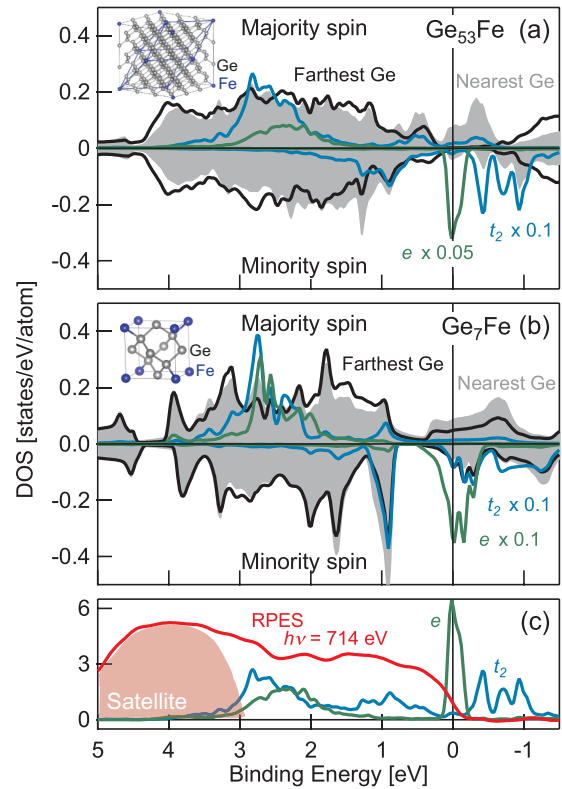 Majority spin
Ge53Fe (a)
Ge
Fe
Farthest Ge
Nearest Ge
0.4
0.2
0
-0.2
-0.4
t2 x 0.1
e x 0.05
Minority spin
DOS [states/eV/atom]
Majority spin
Ge7Fe (b)
Ge
Fe
Farthest Ge
Nearest Ge
0.4
0.2
0.0
-0.2
-0.4
t2 x 0.1
e x 0.1
Minority spin
6
3
0
RPES
hν = 714 eV
e
(c)
t2
Satellite
5 4 3 2 1 0 -1
Binding Energy [eV]